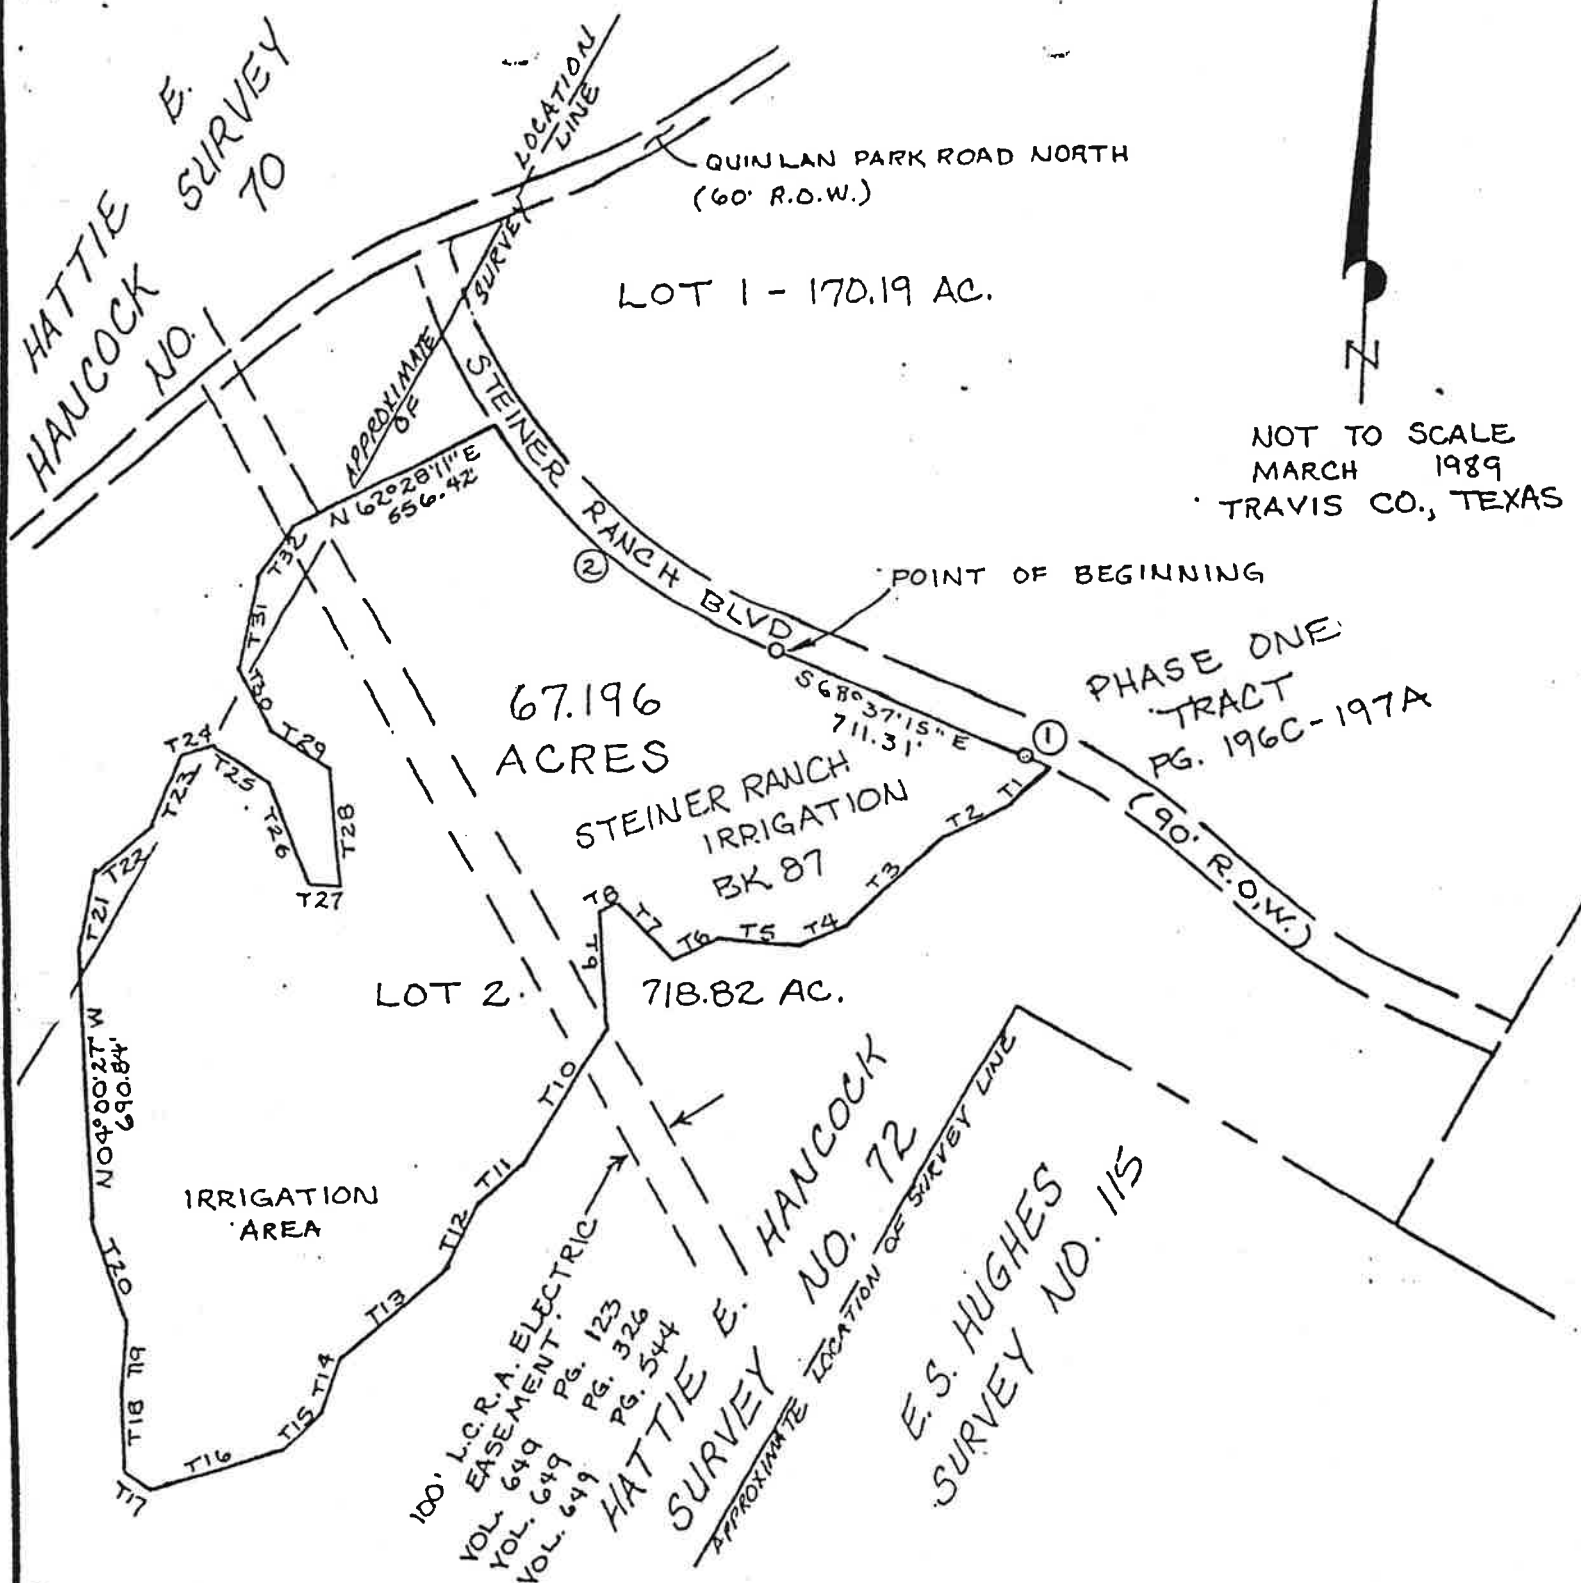 HATTIE E.
HANCOCK SURVEY
NO. 70
APPROXIMATE LOCATION
OF SURVEY LINE
QUINLAN PARK ROAD NORTH
(60' R.O.W.)
LOT 1 - 170.19 AC.
N
NOT TO SCALE
MARCH 1989
TRAVIS CO., TEXAS
STEINER RANCH BLVD
(90' R.O.W.)
N 62°28'11" E
556.42'
2
POINT OF BEGINNING
S 68°37'15" E
711.31'
1
PHASE ONE
TRACT
PG. 196C-197A
67.196
ACRES
STEINER RANCH
IRRIGATION
BK 87
LOT 2. 718.82 AC.
T1
T2
T3
T4
T5
T6
T7
T8
T9
T10
T11
T12
T13
T14
T15
T16
T17
T18
T19
T20
N04°00'27"W
690.84'
T21
T22
T23
T24
T25
T26
T27
T28
T29
T30
T31
T32
IRRIGATION
AREA
100' L.C.R.A. ELECTRIC
EASEMENT.
VOL. 649 PG. 123
VOL. 649 PG. 326
VOL. 649 PG. 544
HATTIE E. HANCOCK
SURVEY NO. 72
APPROXIMATE LOCATION OF SURVEY LINE
E.S. HUGHES
SURVEY NO. 115